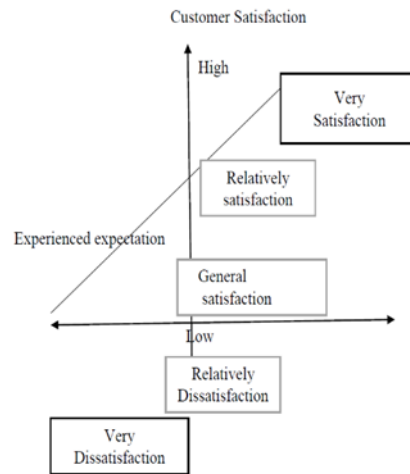 Customer Satisfaction
High
Very
Satisfaction
Relatively
satisfaction
Experienced expectation
General
satisfaction
Low
Relatively
Dissatisfaction
Very
Dissatisfaction